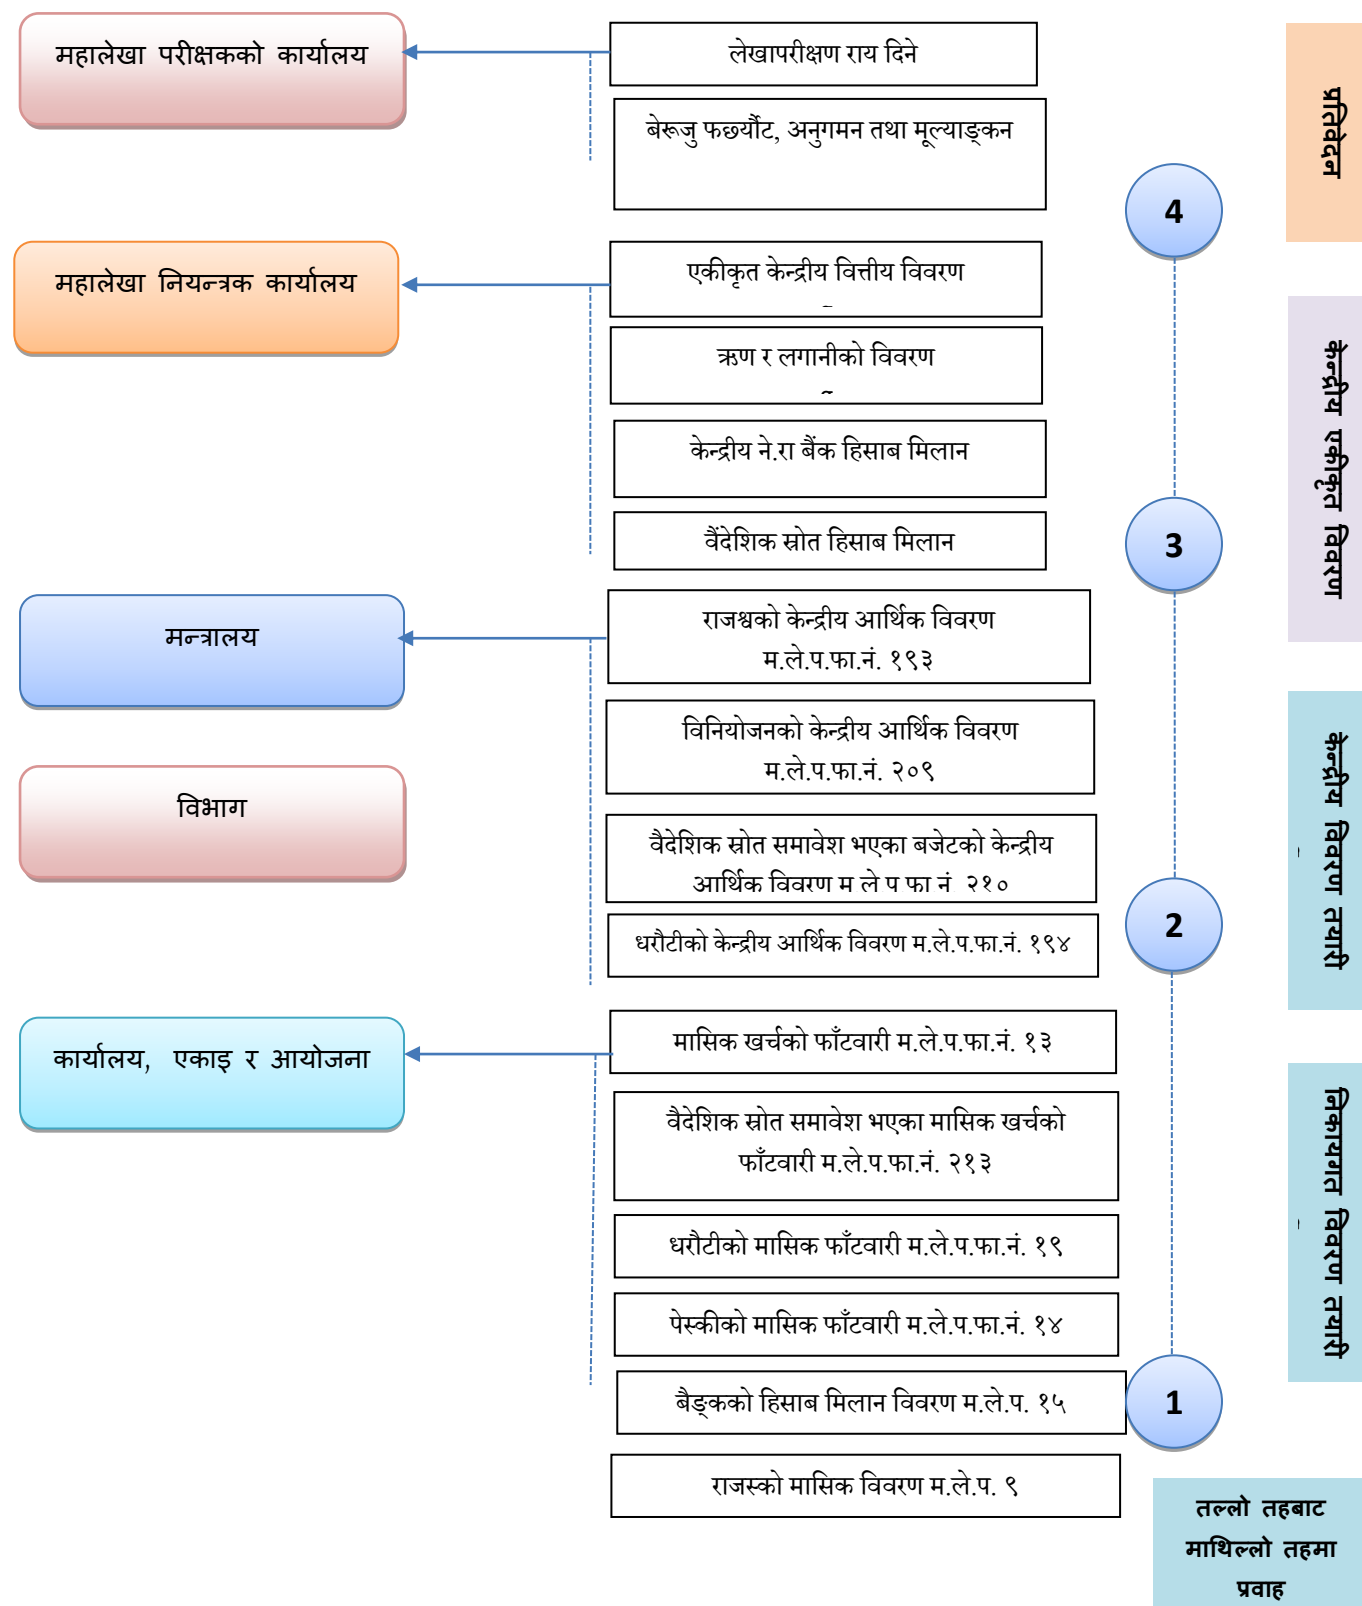 महालेखा परीक्षकको कार्यालय
लेखापरीक्षण राय दिने
बेरूजु फर्छ्यौट, अनुगमन तथा मूल्याङ्कन
प्रतिवेदन
4
महालेखा नियन्त्रक कार्यालय
एकीकृत केन्द्रीय वित्तीय विवरण
ऋण र लगानीको विवरण
केन्द्रीय ने.रा बैंक हिसाब मिलान
वैंदेशिक स्रोत हिसाब मिलान
केन्द्रीय एकीकृत विवरण
3
मन्त्रालय
राजश्वको केन्द्रीय आर्थिक विवरण
म.ले.प.फा.नं. १९३
विनियोजनको केन्द्रीय आर्थिक विवरण
म.ले.प.फा.नं. २०९
विभाग
वैदेशिक स्रोत समावेश भएका बजेटको केन्द्रीय
आर्थिक विवरण म ले प फा नं २१०
धरौटीको केन्द्रीय आर्थिक विवरण म.ले.प.फा.नं. १९४
केन्द्रीय विवरण तयारी
2
कार्यालय, एकाइ र आयोजना
मासिक खर्चको फाँटवारी म.ले.प.फा.नं. १३
वैदेशिक स्रोत समावेश भएका मासिक खर्चको
फाँटवारी म.ले.प.फा.नं. २१३
धरौटीको मासिक फाँटवारी म.ले.प.फा.नं. १९
पेस्कीको मासिक फाँटवारी म.ले.प.फा.नं. १४
बैङ्कको हिसाब मिलान विवरण म.ले.प. १५
राजस्को मासिक विवरण म.ले.प. ९
निकायगत विवरण तयारी
1
तल्लो तहबाट
माथिल्लो तहमा
प्रवाह